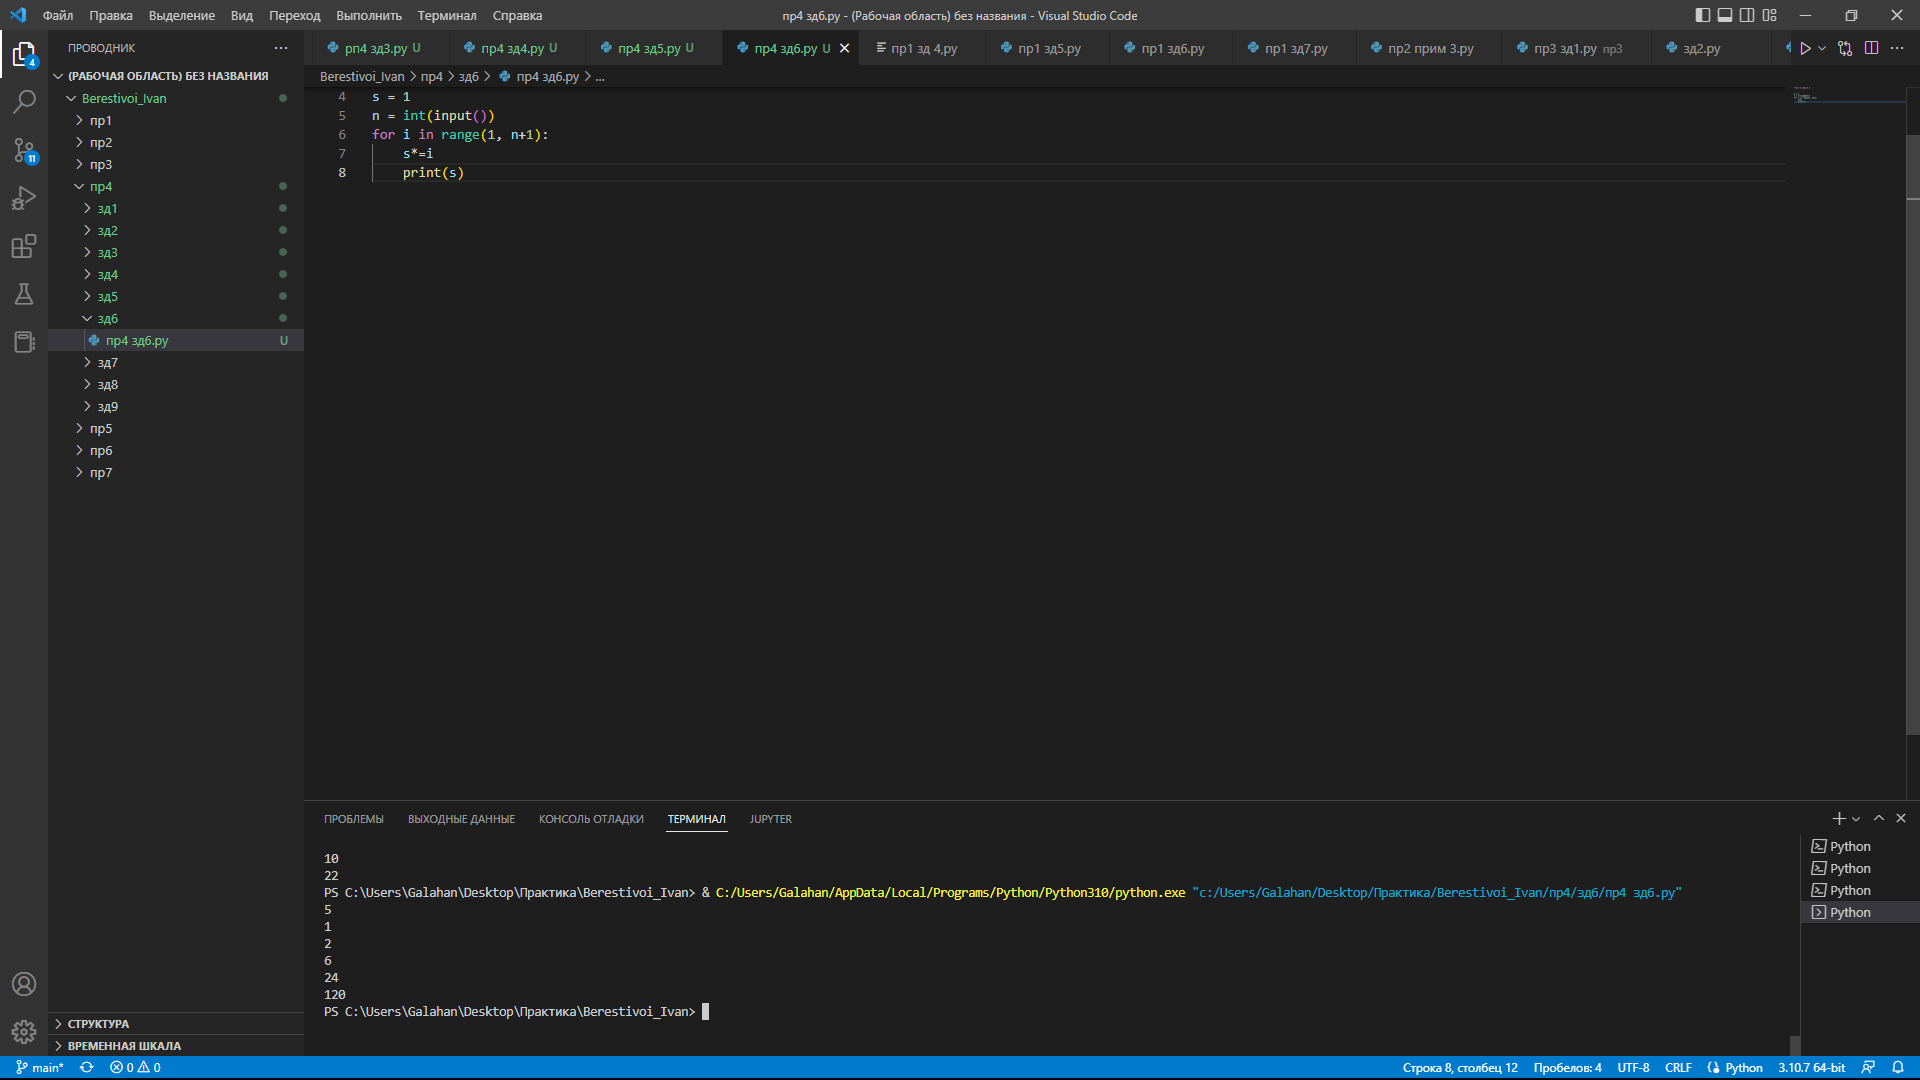 Файл Правка Выделение Вид Переход Выполнить Терминал Справка
пр4 зд6.py - (Рабочая область) без названия - Visual Studio Code
ПРОВОДНИК
рп4 зд3.py U
пр4 зд4.py U
пр4 зд5.py U
пр4 зд6.py U
пр1 зд 4,py
пр1 зд5.py
пр1 зд6.py
пр1 зд7.py
пр2 прим 3.py
пр3 зд1.py пр3
зд2.py
Berestivoi_Ivan > пр4 > зд6 > пр4 зд6.py > ...
4
(РАБОЧАЯ ОБЛАСТЬ) БЕЗ НАЗВАНИЯ
Berestivoi_Ivan
пр1
пр2
11
пр3
пр4
зд1
зд2
зд3
зд4
зд5
зд6
пр4 зд6.py U
зд7
зд8
зд9
пр5
пр6
пр7
СТРУКТУРА
ВРЕМЕННАЯ ШКАЛА
4 s = 1
5 n = int(input())
6 for i in range(1, n+1):
7 s*=i
8 print(s)
ПРОБЛЕМЫ ВЫХОДНЫЕ ДАННЫЕ КОНСОЛЬ ОТЛАДКИ ТЕРМИНАЛ JUPYTER
10
22
PS C:\Users\Galahan\Desktop\Практика\Berestivoi_Ivan> & C:/Users/Galahan/AppData/Local/Programs/Python/Python310/python.exe "c:/Users/Galahan/Desktop/Практика/Berestivoi_Ivan/пр4/зд6/пр4 зд6.py"
5
1
2
6
24
120
PS C:\Users\Galahan\Desktop\Практика\Berestivoi_Ivan>
Python
Python
Python
Python
main* 0 0
Строка 8, столбец 12 Пробелов: 4 UTF-8 CRLF Python 3.10.7 64-bit